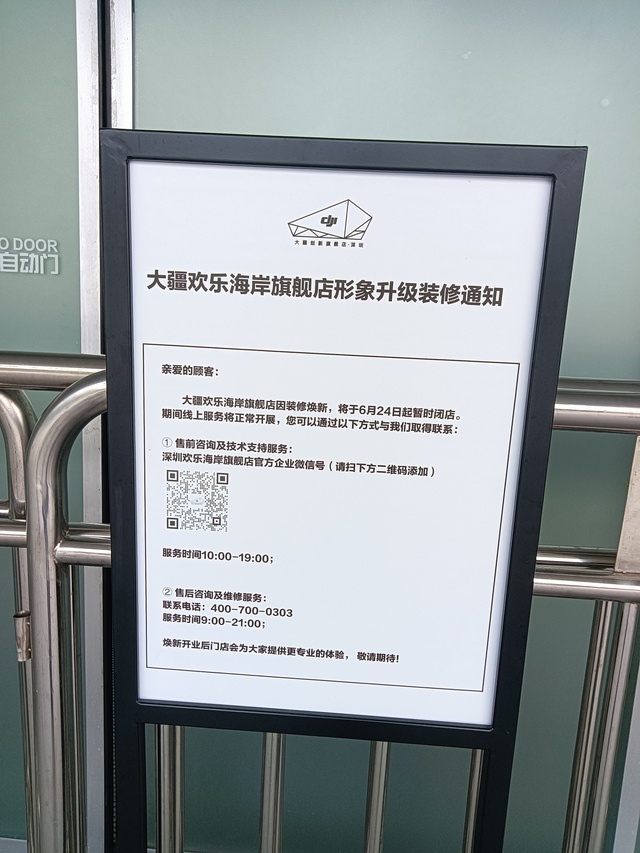 O DOOR
自动门
dji
大疆创新旗舰店·深圳
大疆欢乐海岸旗舰店形象升级装修通知
亲爱的顾客：
大疆欢乐海岸旗舰店因装修焕新，将于6月24日起暂时闭店。
期间线上服务将正常开展，您可以通过以下方式与我们取得联系：
① 售前咨询及技术支持服务：
深圳欢乐海岸旗舰店官方企业微信号（请扫下方二维码添加）
服务时间10:00-19:00；
② 售后咨询及维修服务：
联系电话：400-700-0303
服务时间9:00-21:00；
焕新开业后门店会为大家提供更专业的体验，敬请期待！